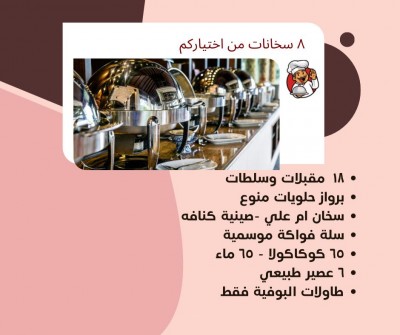 ٨ سخانات من اختياركم
١٨ مقبلات وسلطات
برواز حلويات منوع
سخان ام علي -صينية كنافه
سلة فواكة موسمية
٦٥ كوكاكولا - ٦٥ ماء
٦ عصير طبيعي
طاولات البوفية فقط